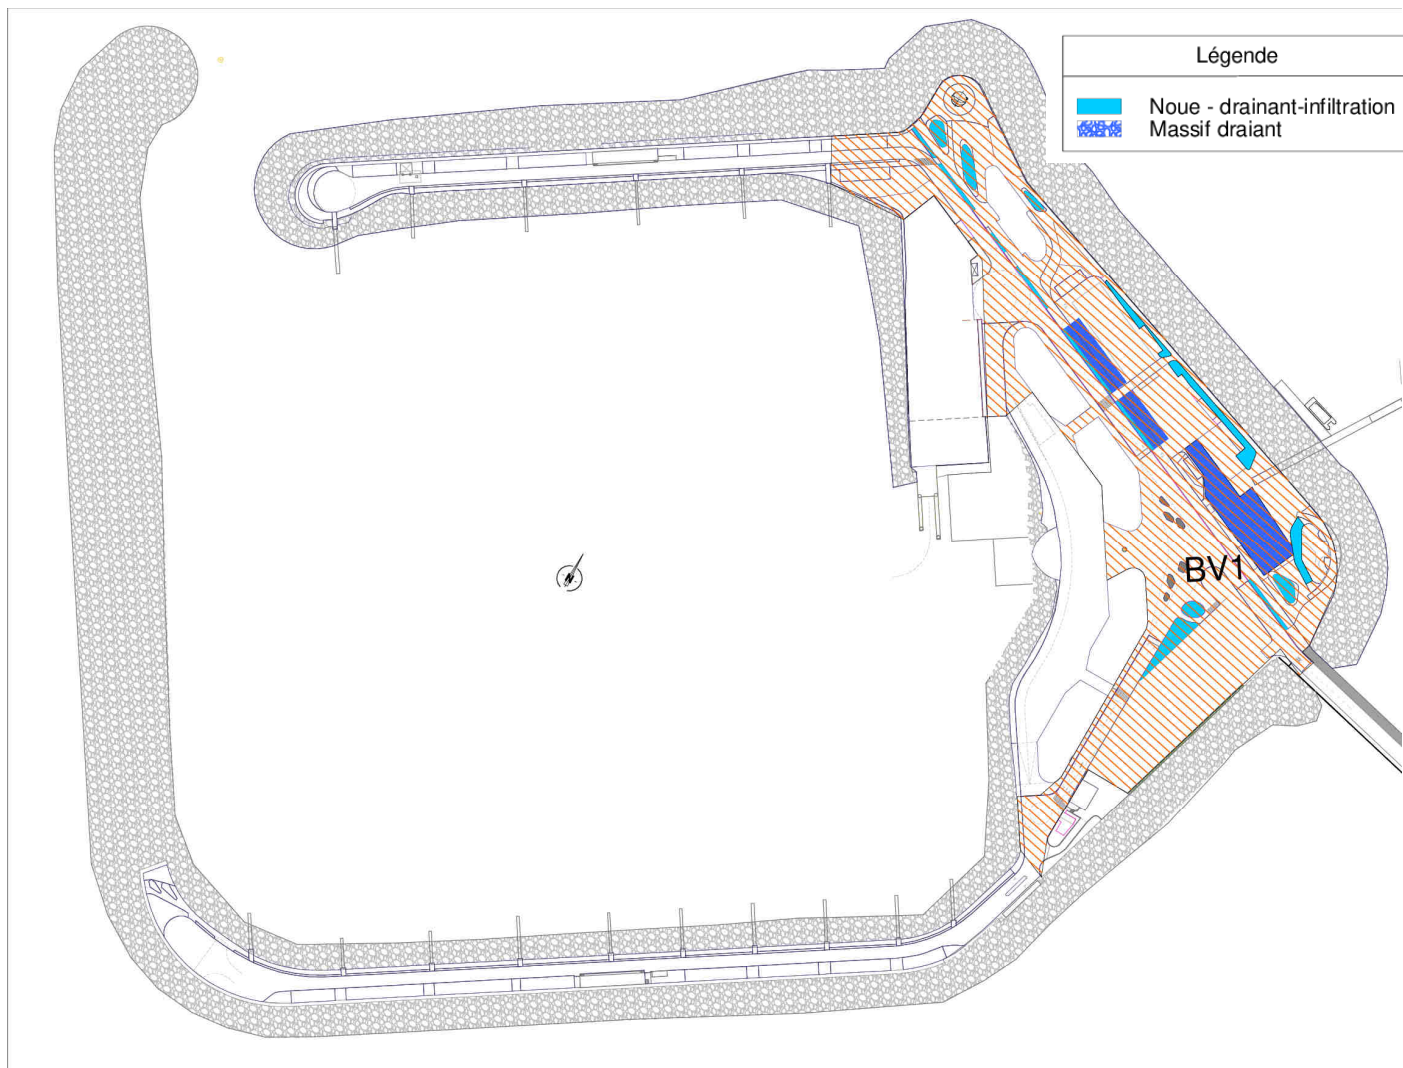 Légende
Noue - drainant-infiltration
Massif draiant
N
BV1